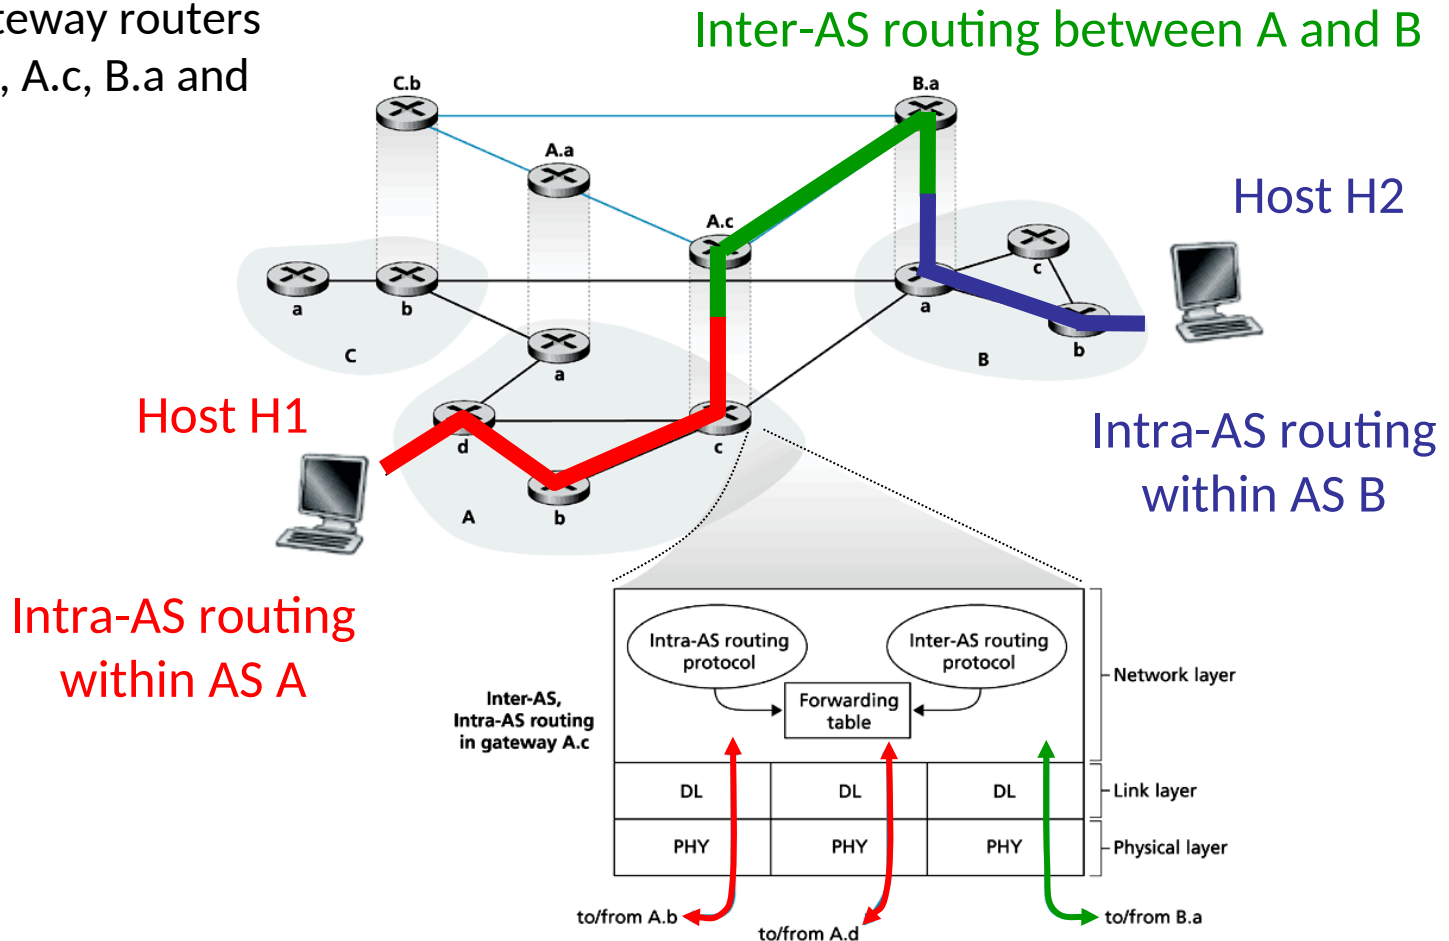 eway routers
, A.c, B.a and
Inter-AS routing between A and B
C.b
B.a
A.a
A.c
Host H2
a
b
C
a
c
a
b
B
Host H1
d
c
A
b
Intra-AS routing
within AS B
Intra-AS routing
within AS A
Intra-AS routing
protocol
Inter-AS routing
protocol
Forwarding
table
Network layer
Inter-AS,
Intra-AS routing
in gateway A.c
DL
DL
DL
Link layer
PHY
PHY
PHY
Physical layer
to/from A.b
to/from A.d
to/from B.a